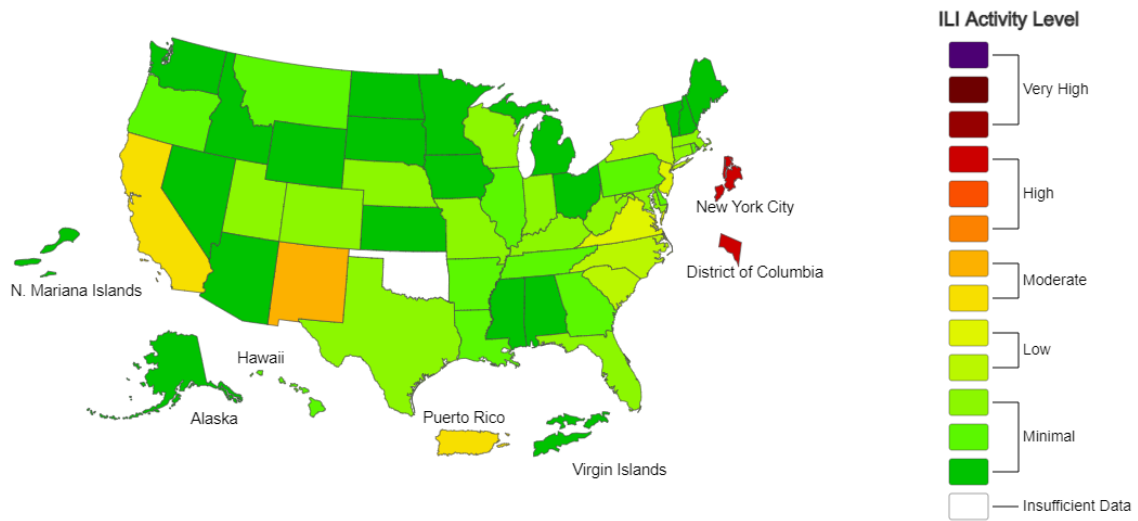 ILI Activity Level
Very High
High
Moderate
Low
Minimal
Insufficient Data
New York City
District of Columbia
N. Mariana Islands
Hawaii
Alaska
Puerto Rico
Virgin Islands